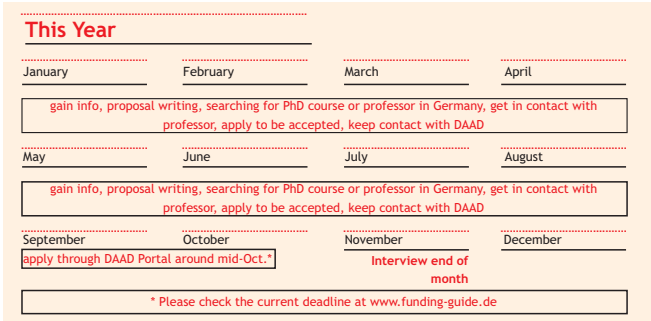 This Year
January February March April
gain info, proposal writing, searching for PhD course or professor in Germany, get in contact with
professor, apply to be accepted, keep contact with DAAD
May June July August
gain info, proposal writing, searching for PhD course or professor in Germany, get in contact with
professor, apply to be accepted, keep contact with DAAD
September October November December
apply through DAAD Portal around mid-Oct.* Interview end of
month
* Please check the current deadline at www.funding-guide.de